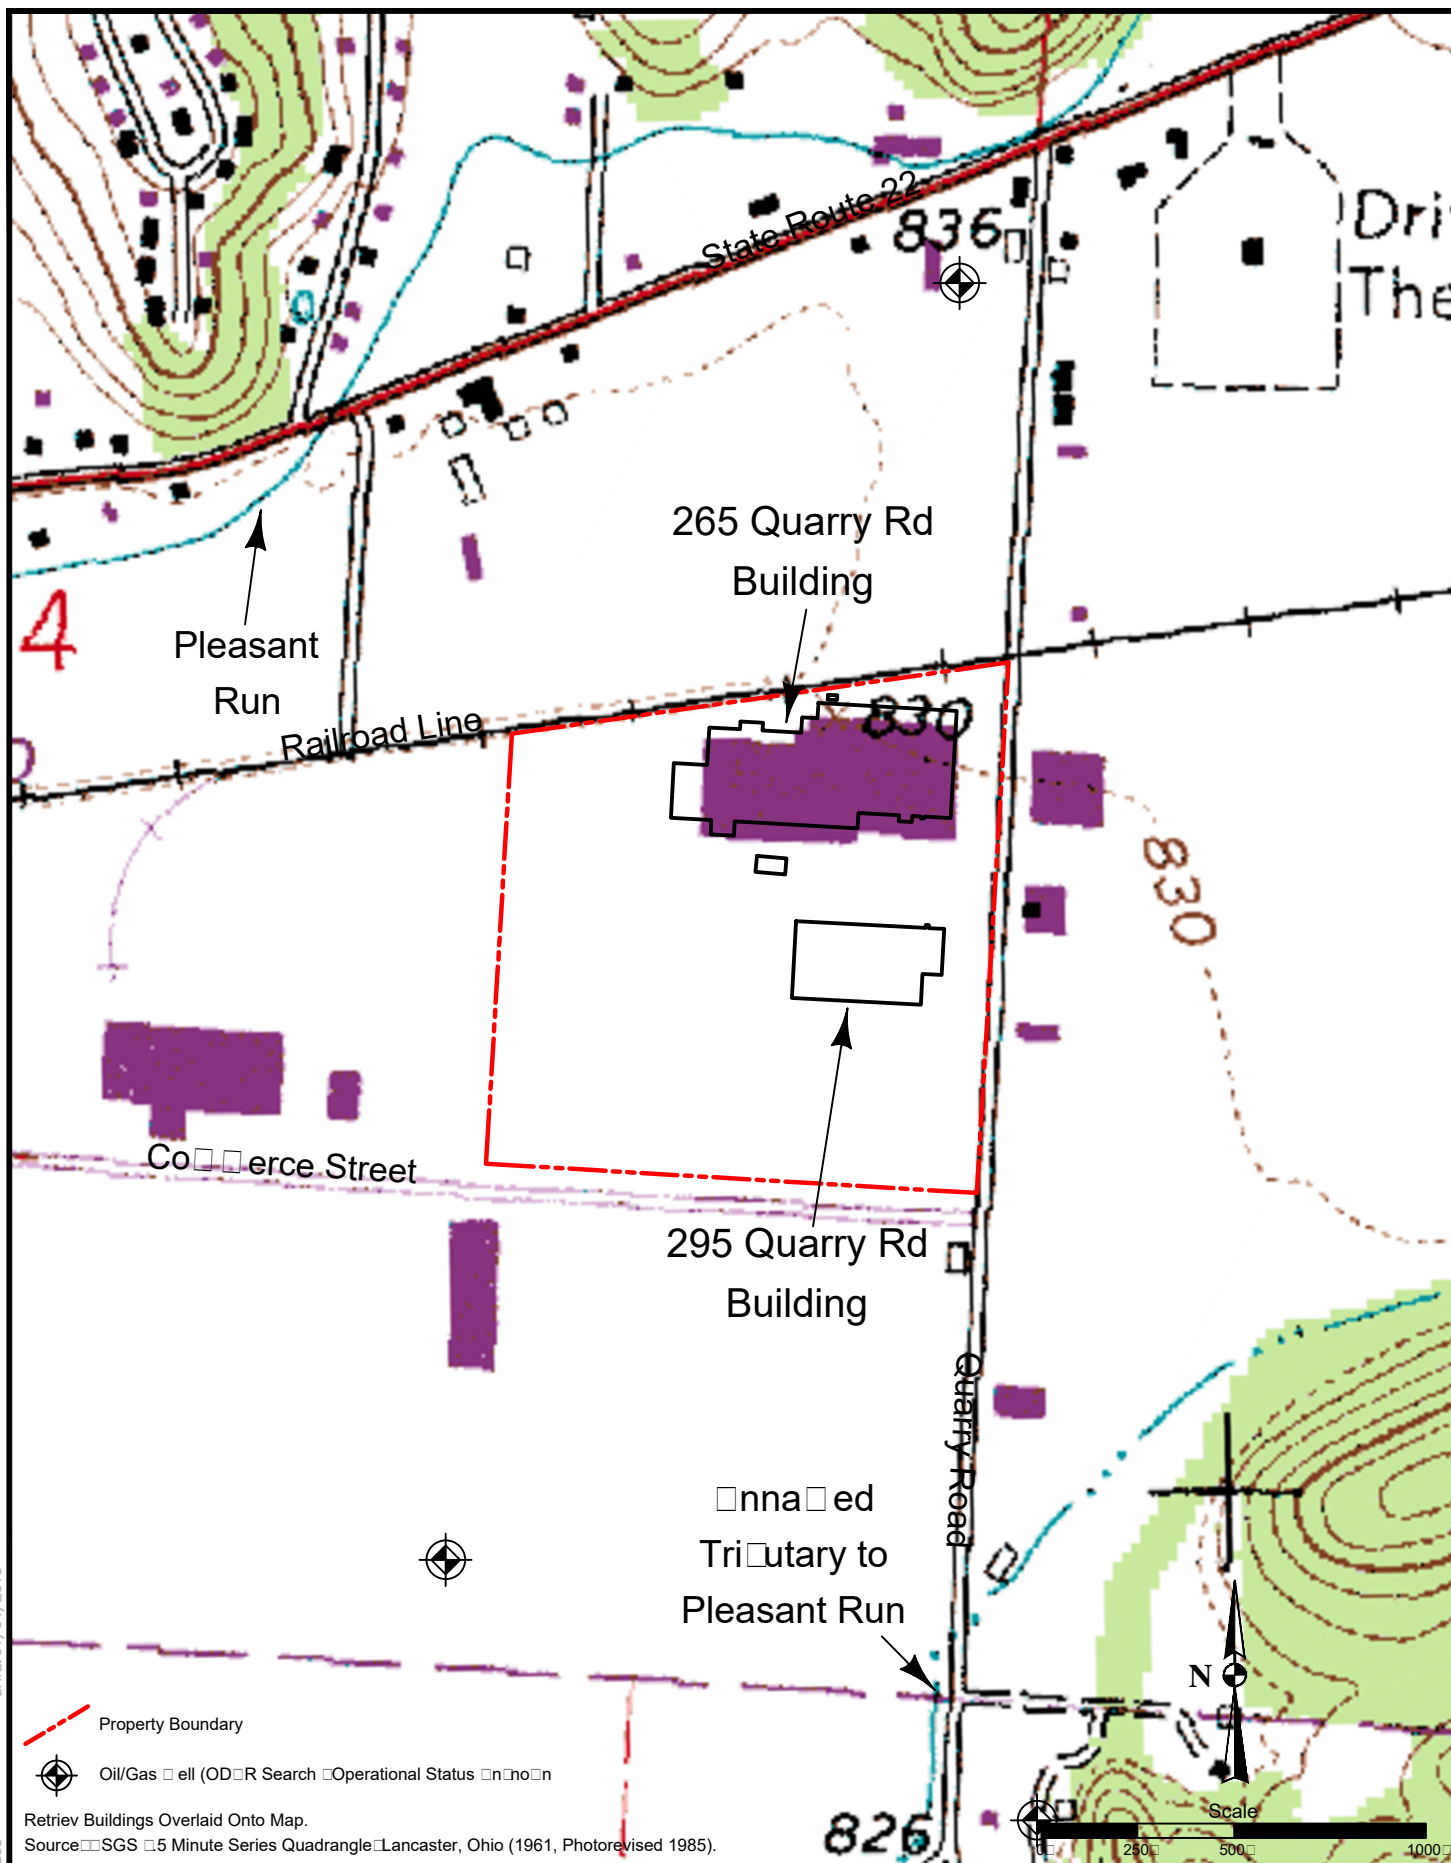 State Route 22
836
Dri
The
265 Quarry Rd
Building
4
Pleasant
Run
Railroad Line
830
830
Co□□erce Street
295 Quarry Rd
Building
Quarry Road
□nna□ed
Tri□utary to
Pleasant Run
N
Property Boundary
Oil/Gas □ell (OD□R Search □Operational Status □n□no□n
Retriev Buildings Overlaid Onto Map.
Source□□SGS □.5 Minute Series Quadrangle□Lancaster, Ohio (1961, Photorevised 1985).
826
Scale
0□ 250□ 500□ 1000□